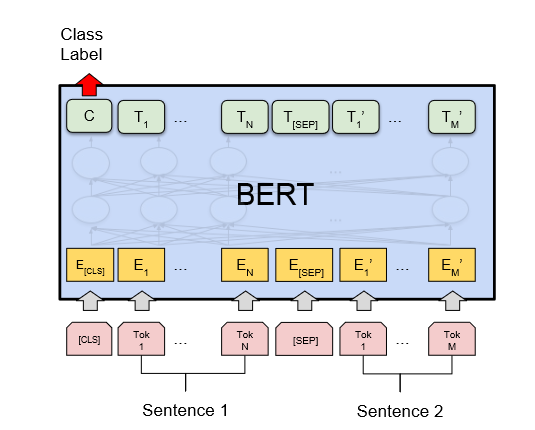 Class
Label
C T1 ... TN T[SEP] T1’ ... TM’
...
BERT
...
E[CLS] E1 ... EN E[SEP] E1’ ... EM’
[CLS] Tok 1 ... Tok N [SEP] Tok 1 ... Tok M
Sentence 1 Sentence 2